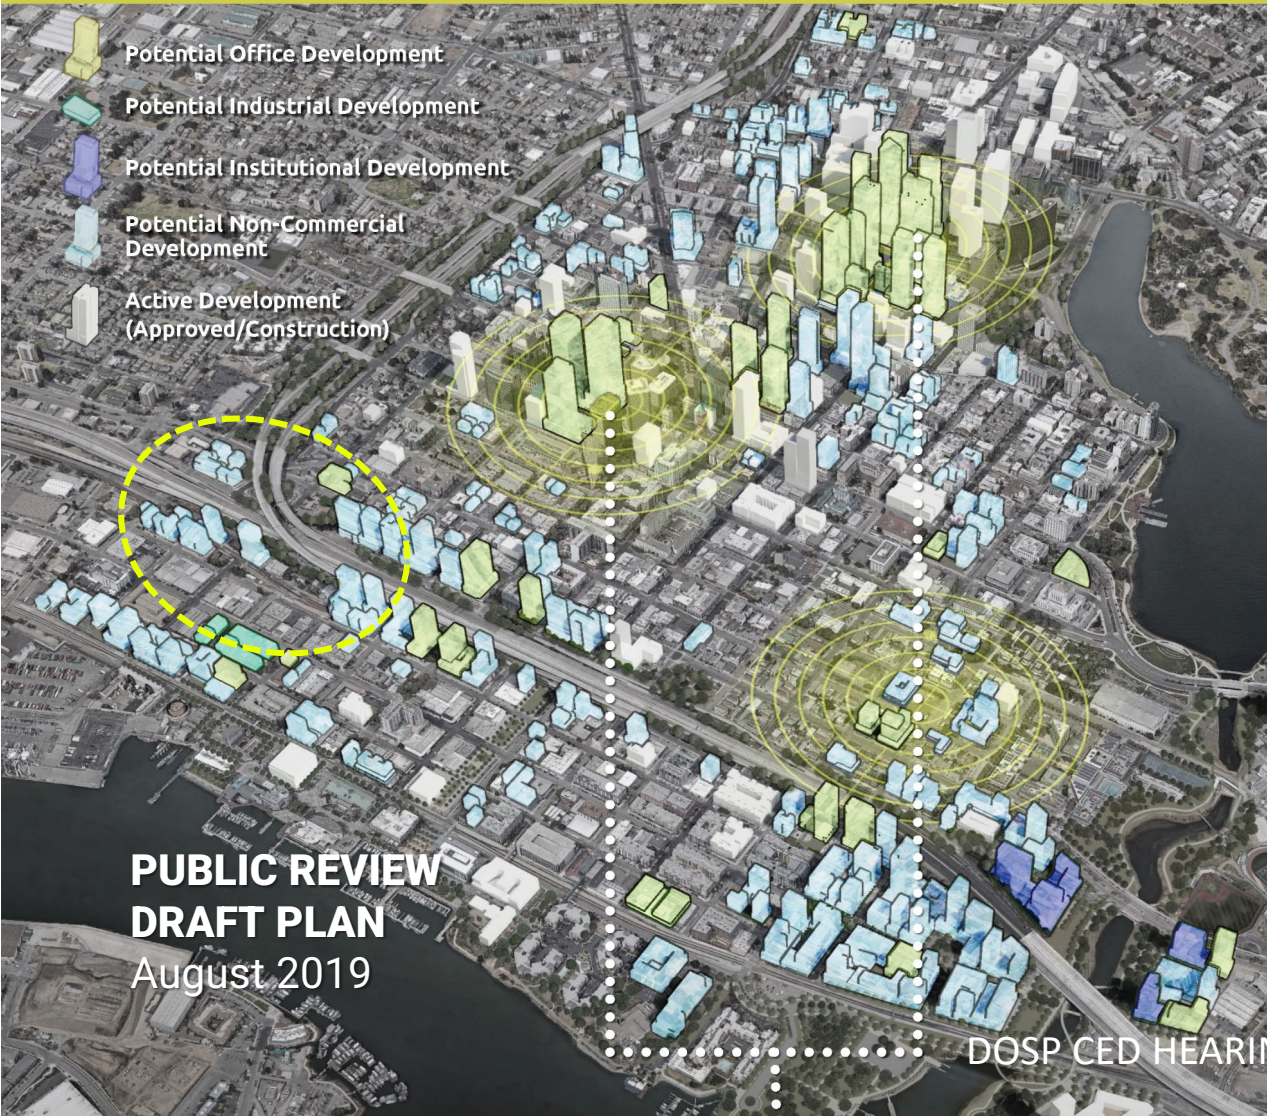 Potential Office Development
Potential Industrial Development
Potential Institutional Development
Potential Non-Commercial
Development
Active Development
(Approved/Construction)
PUBLIC REVIEW
DRAFT PLAN
August 2019
DOSP CED HEARIN